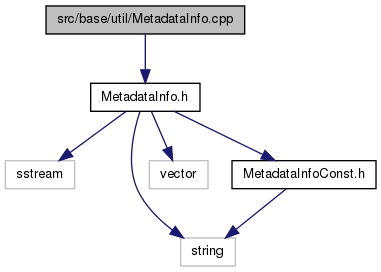 src/base/util/MetadataInfo.cpp
MetadataInfo.h
sstream
vector
MetadataInfoConst.h
string